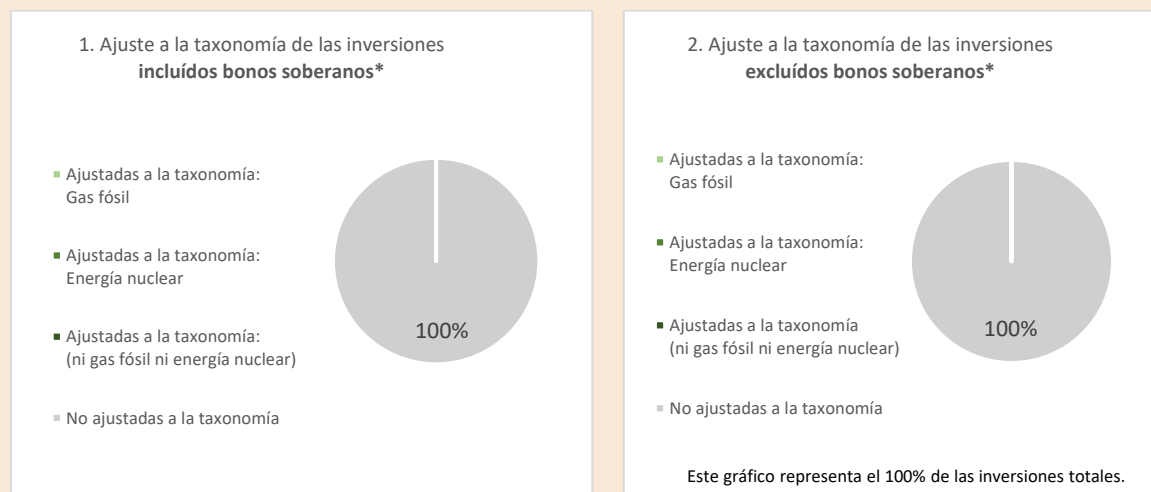 1. Ajuste a la taxonomía de las inversiones
incluídos bonos soberanos*
Ajustadas a la taxonomía:
Gas fósil
Ajustadas a la taxonomía:
Energía nuclear
Ajustadas a la taxonomía:
(ni gas fósil ni energía nuclear)
No ajustadas a la taxonomía
100%
2. Ajuste a la taxonomía de las inversiones
excluídos bonos soberanos*
Ajustadas a la taxonomía:
Gas fósil
Ajustadas a la taxonomía:
Energía nuclear
Ajustadas a la taxonomía
(ni gas fósil ni energía nuclear)
No ajustadas a la taxonomía
100%
Este gráfico representa el 100% de las inversiones totales.